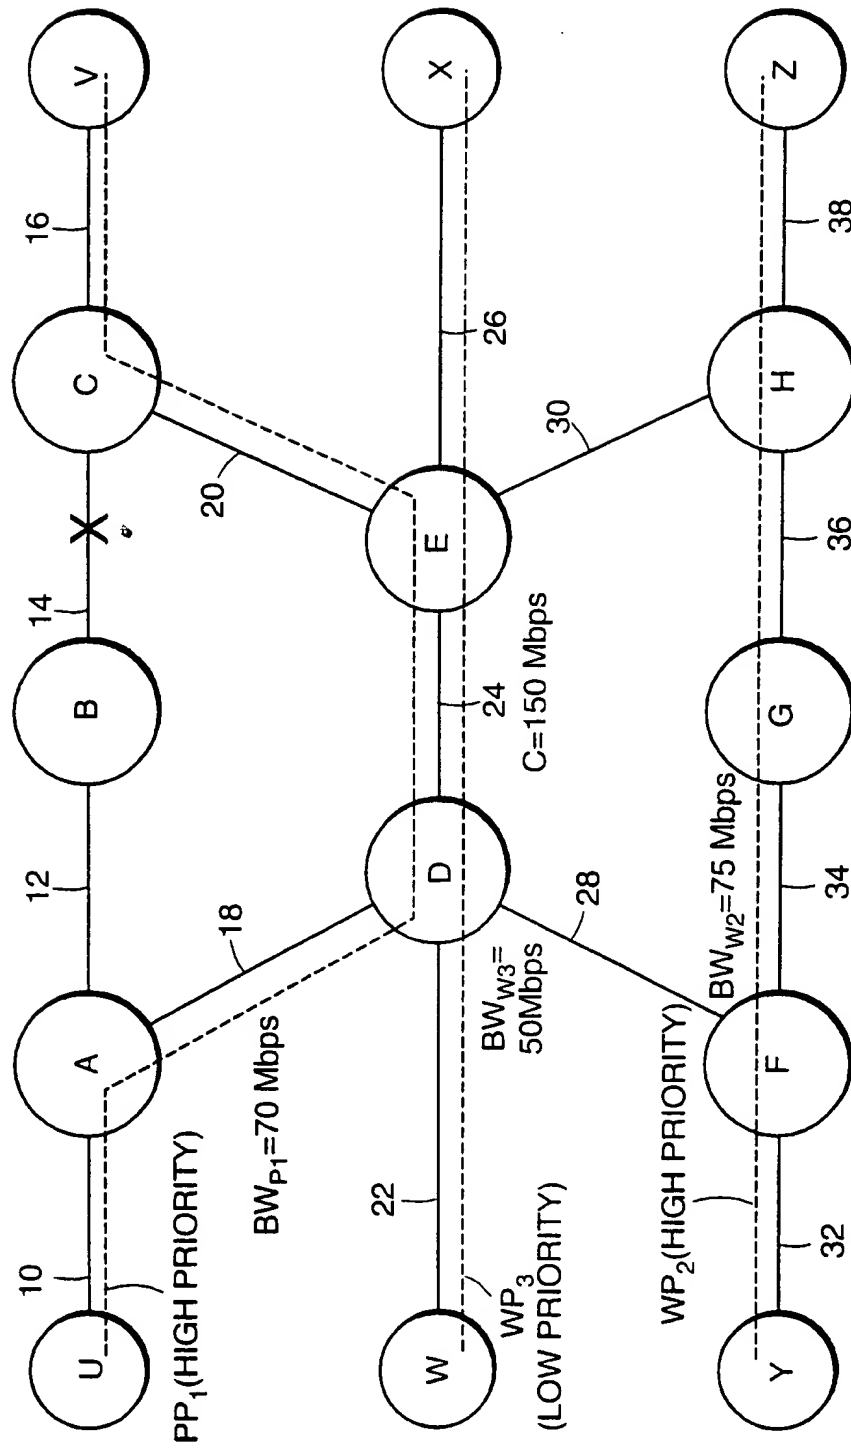 U
10
A
12
B
14
X
C
16
V
PP1(HIGH PRIORITY)
18
20
BWP1=70 Mbps
W
22
D
24
E
26
X
WP3
(LOW PRIORITY)
BWW3=
50Mbps
C=150 Mbps
28
30
WP2(HIGH PRIORITY)
BWW2=75 Mbps
Y
32
F
34
G
36
H
38
Z